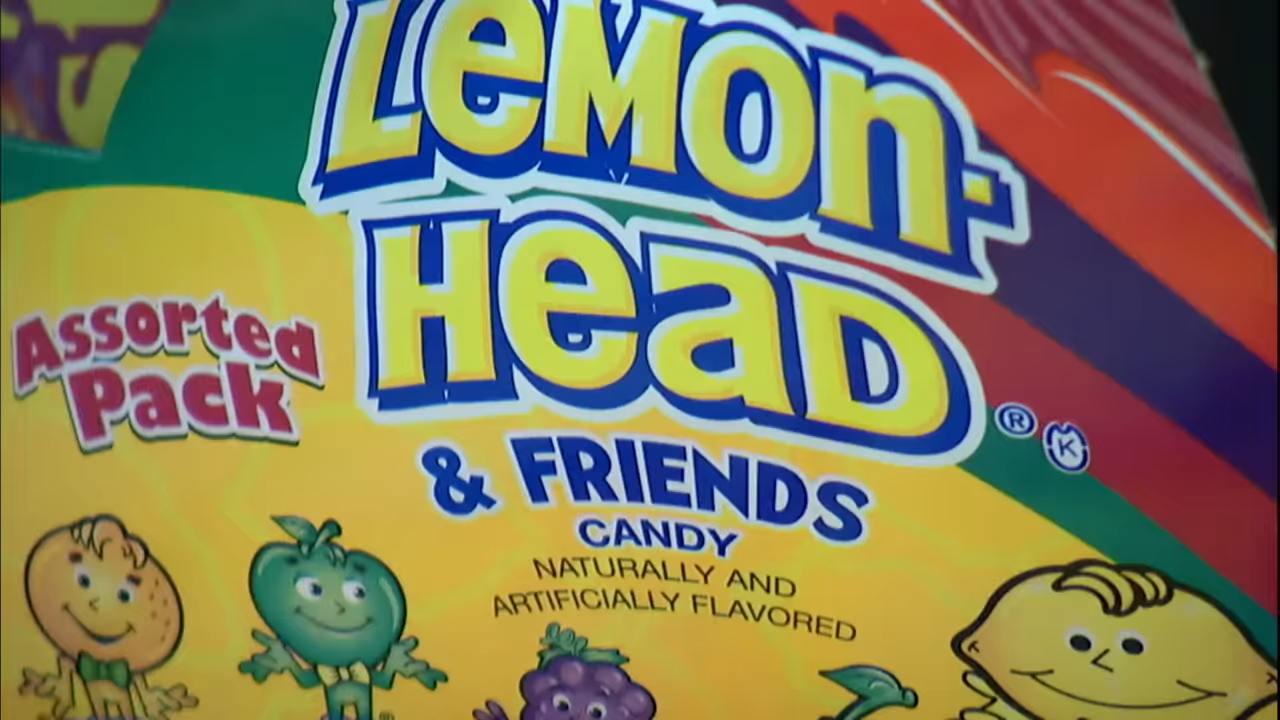 LEMON-
HEAD ®
Assorted
Pack
& FRIENDS
CANDY
NATURALLY AND
ARTIFICIALLY FLAVORED
K